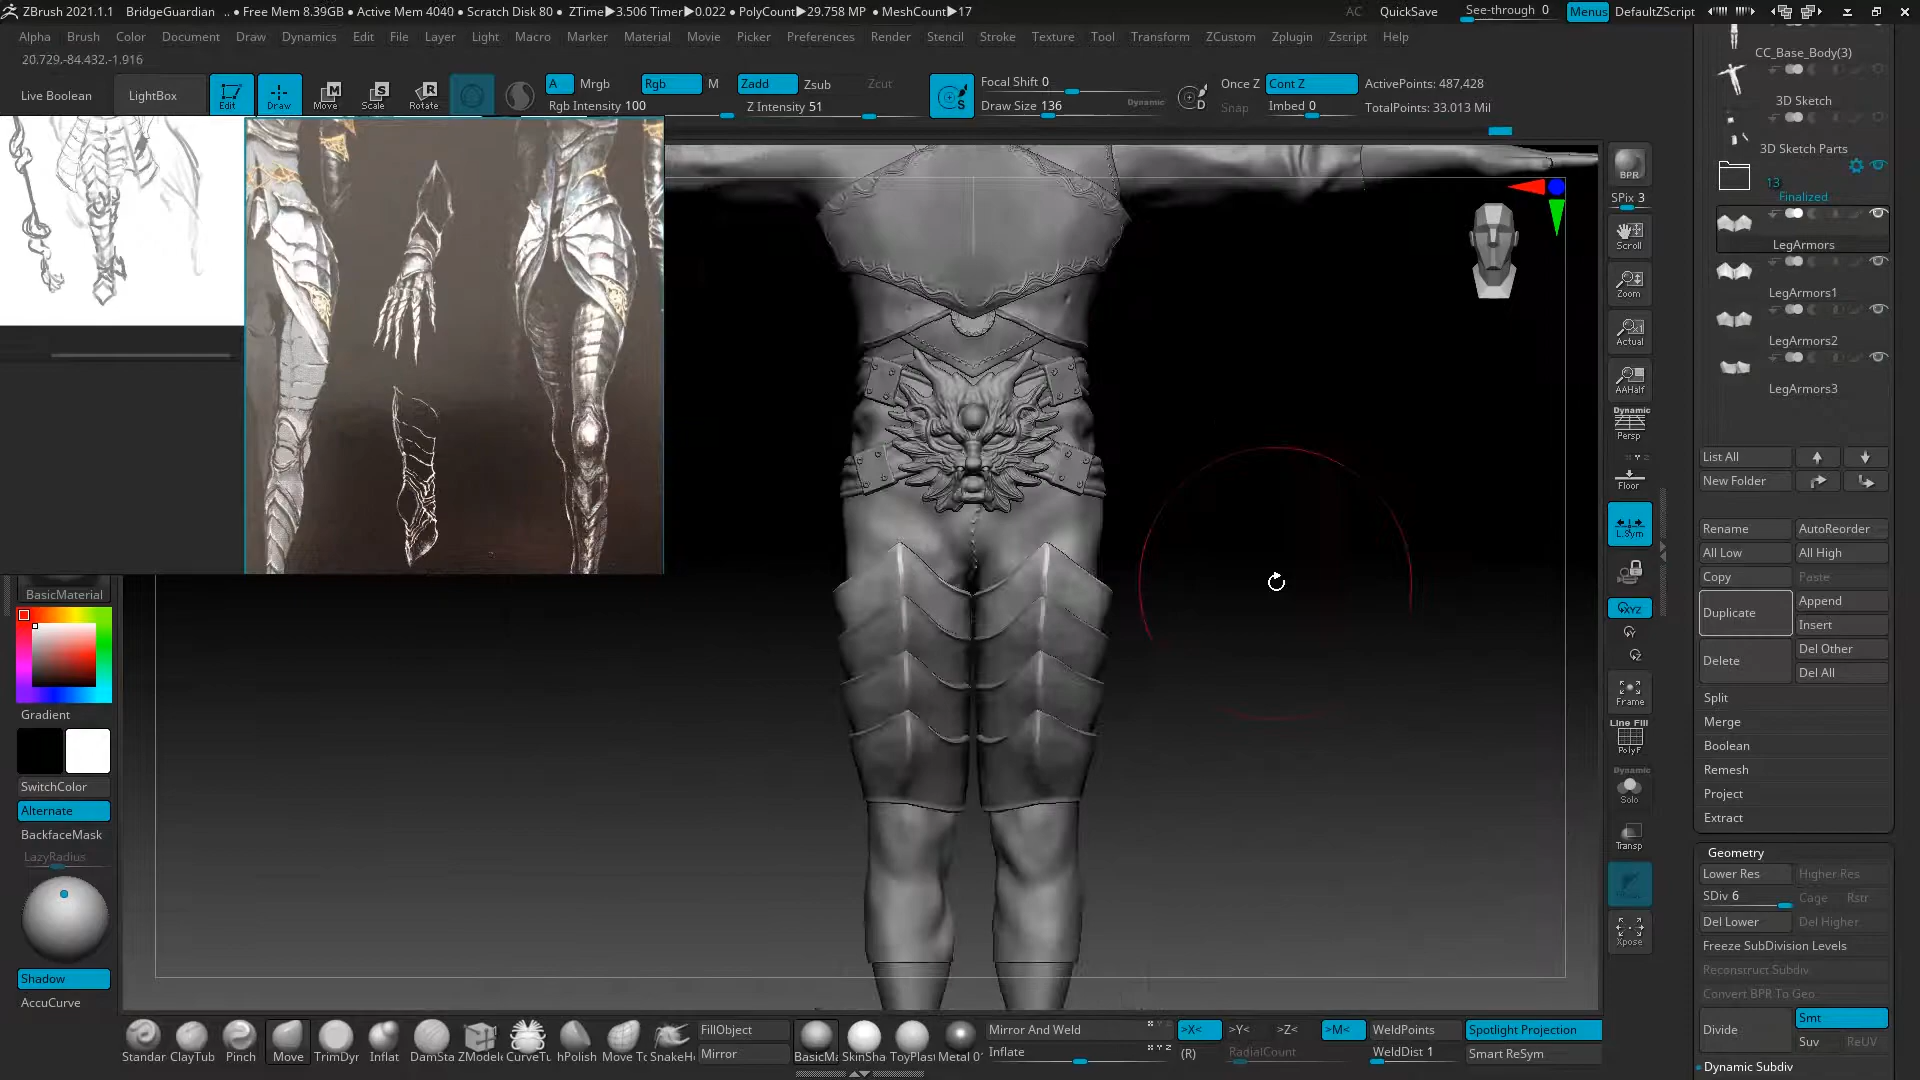 ZBrush 2021.1.1 BridgeGuardian .. ● Free Mem 8.39GB ● Active Mem 4040 ● Scratch Disk 80 ● ZTime▶3.506 Timer▶0.022 ● PolyCount▶29.758 MP ● MeshCount▶17 AC QuickSave See-through 0 Menus DefaultZScript
Alpha Brush Color Document Draw Dynamics Edit File Layer Light Macro Marker Material Movie Picker Preferences Render Stencil Stroke Texture Tool Transform ZCustom Zplugin Zscript Help
20.729,-84.432,-1.916
Live Boolean LightBox Edit Draw Move Scale Rotate
A Mrgb Rgb M Zadd Zsub Zcut
Rgb Intensity 100 Z Intensity 51
Focal Shift 0
Draw Size 136 Dynamic
Once Z Cont Z ActivePoints: 487,428
Snap Imbed 0 TotalPoints: 33.013 Mil
BPR
SPix 3
Scroll
Zoom
Actual
AAHalf
Dynamic
Persp
Floor
L.Sym
XYZ
Frame
Line Fill
PolyF
Dynamic
Solo
Transp
Xpose
CC_Base_Body(3)
3D Sketch
3D Sketch Parts
13
Finalized
LegArmors
LegArmors1
LegArmors2
LegArmors3
List All
New Folder
Rename AutoReorder
All Low All High
Copy Paste
Duplicate Append
Insert
Delete Del Other
Del All
Split
Merge
Boolean
Remesh
Project
Extract
Geometry
Lower Res Higher Res
SDiv 6 Cage Rstr
Del Lower Del Higher
Freeze SubDivision Levels
Reconstruct Subdiv
Convert BPR To Geo
Divide Smt
Suv ReUV
Dynamic Subdiv
BasicMaterial
Gradient
SwitchColor
Alternate
BackfaceMask
LazyRadius
Shadow
AccuCurve
Standar ClayTub Pinch Move TrimDyr Inflat DamSta ZModele CurveTu hPolish Move To SnakeH
FillObject
Mirror
BasicMa SkinSha ToyPlast Metal 0
Mirror And Weld
Inflate
>X< >Y< >Z< >M< WeldPoints Spotlight Projection
(R) RadialCount WeldDist 1 Smart ReSym